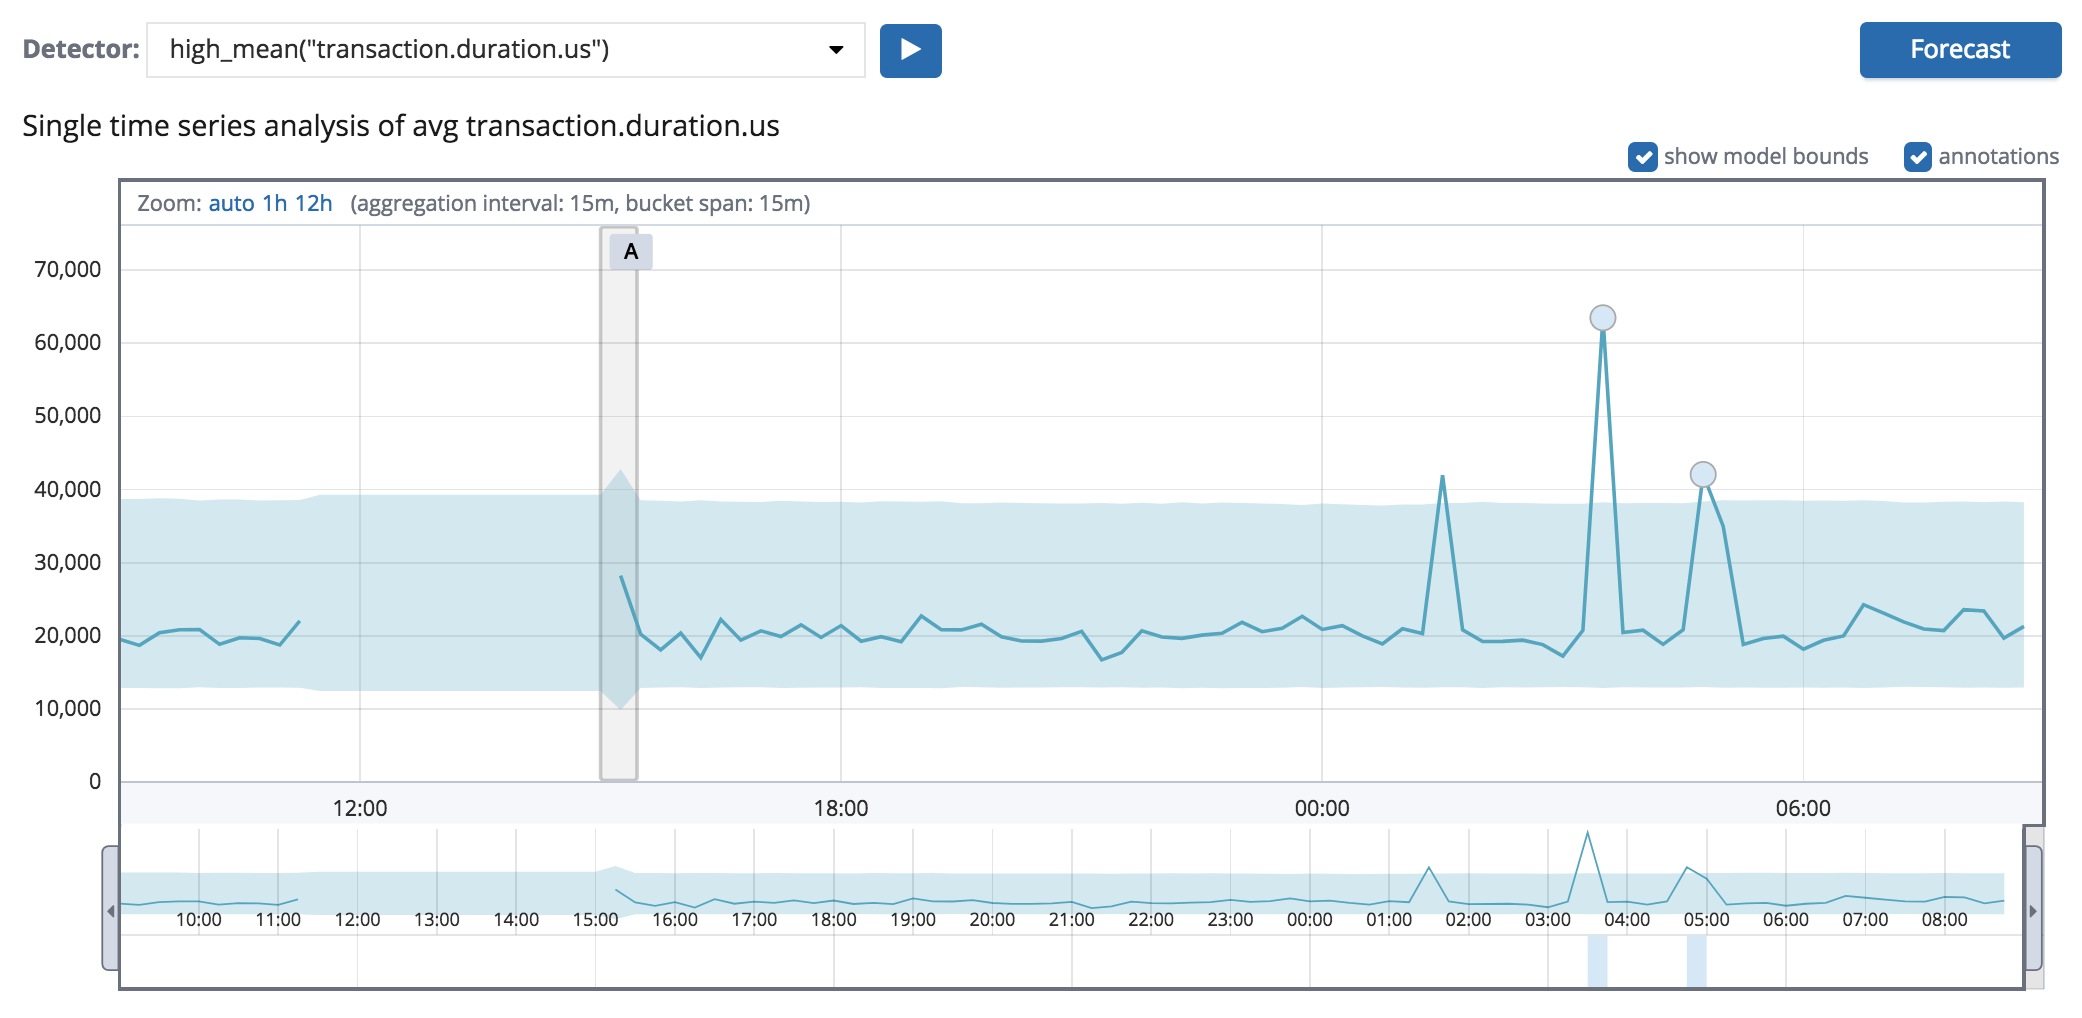 Detector: high_mean("transaction.duration.us") Forecast
Single time series analysis of avg transaction.duration.us
show model bounds annotations
Zoom: auto 1h 12h (aggregation interval: 15m, bucket span: 15m)
A
70,000
60,000
50,000
40,000
30,000
20,000
10,000
0
12:00 18:00 00:00 06:00
10:00 11:00 12:00 13:00 14:00 15:00 16:00 17:00 18:00 19:00 20:00 21:00 22:00 23:00 00:00 01:00 02:00 03:00 04:00 05:00 06:00 07:00 08:00